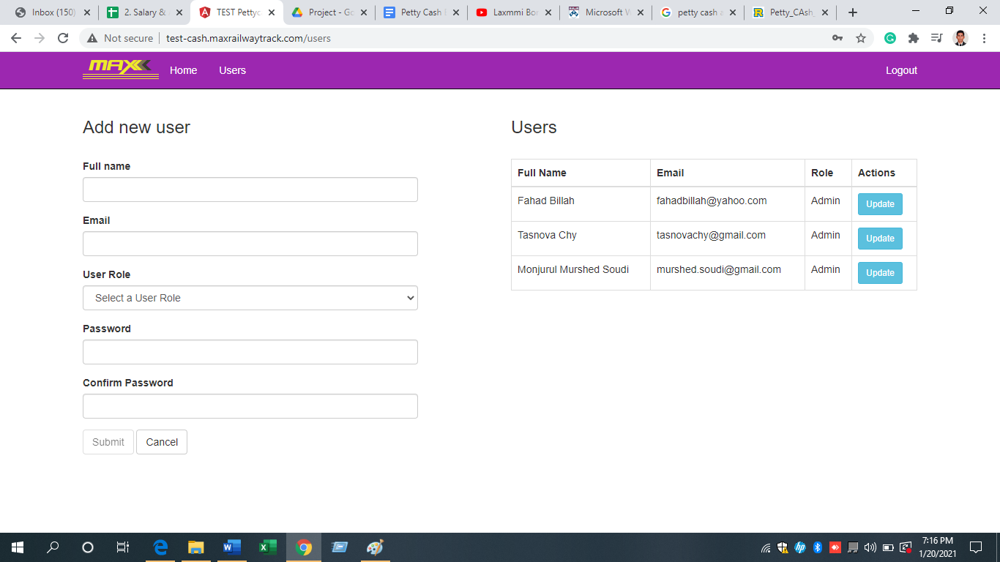 Inbox (150)
2. Salary &
TEST Pettyc
Project - Go
Petty Cash E
Laxmmi Bor
Microsoft W
petty cash a
Petty_CAsh_
Not secure
test-cash.maxrailwaytrack.com/users
MAX
Home
Users
Logout
Add new user
Full name
Email
User Role
Select a User Role
Password
Confirm Password
Submit
Cancel
Users
Full Name Email Role Actions
Fahad Billah fahadbillah@yahoo.com Admin Update
Tasnova Chy tasnovachy@gmail.com Admin Update
Monjurul Murshed Soudi murshed.soudi@gmail.com Admin Update
7:16 PM
1/20/2021